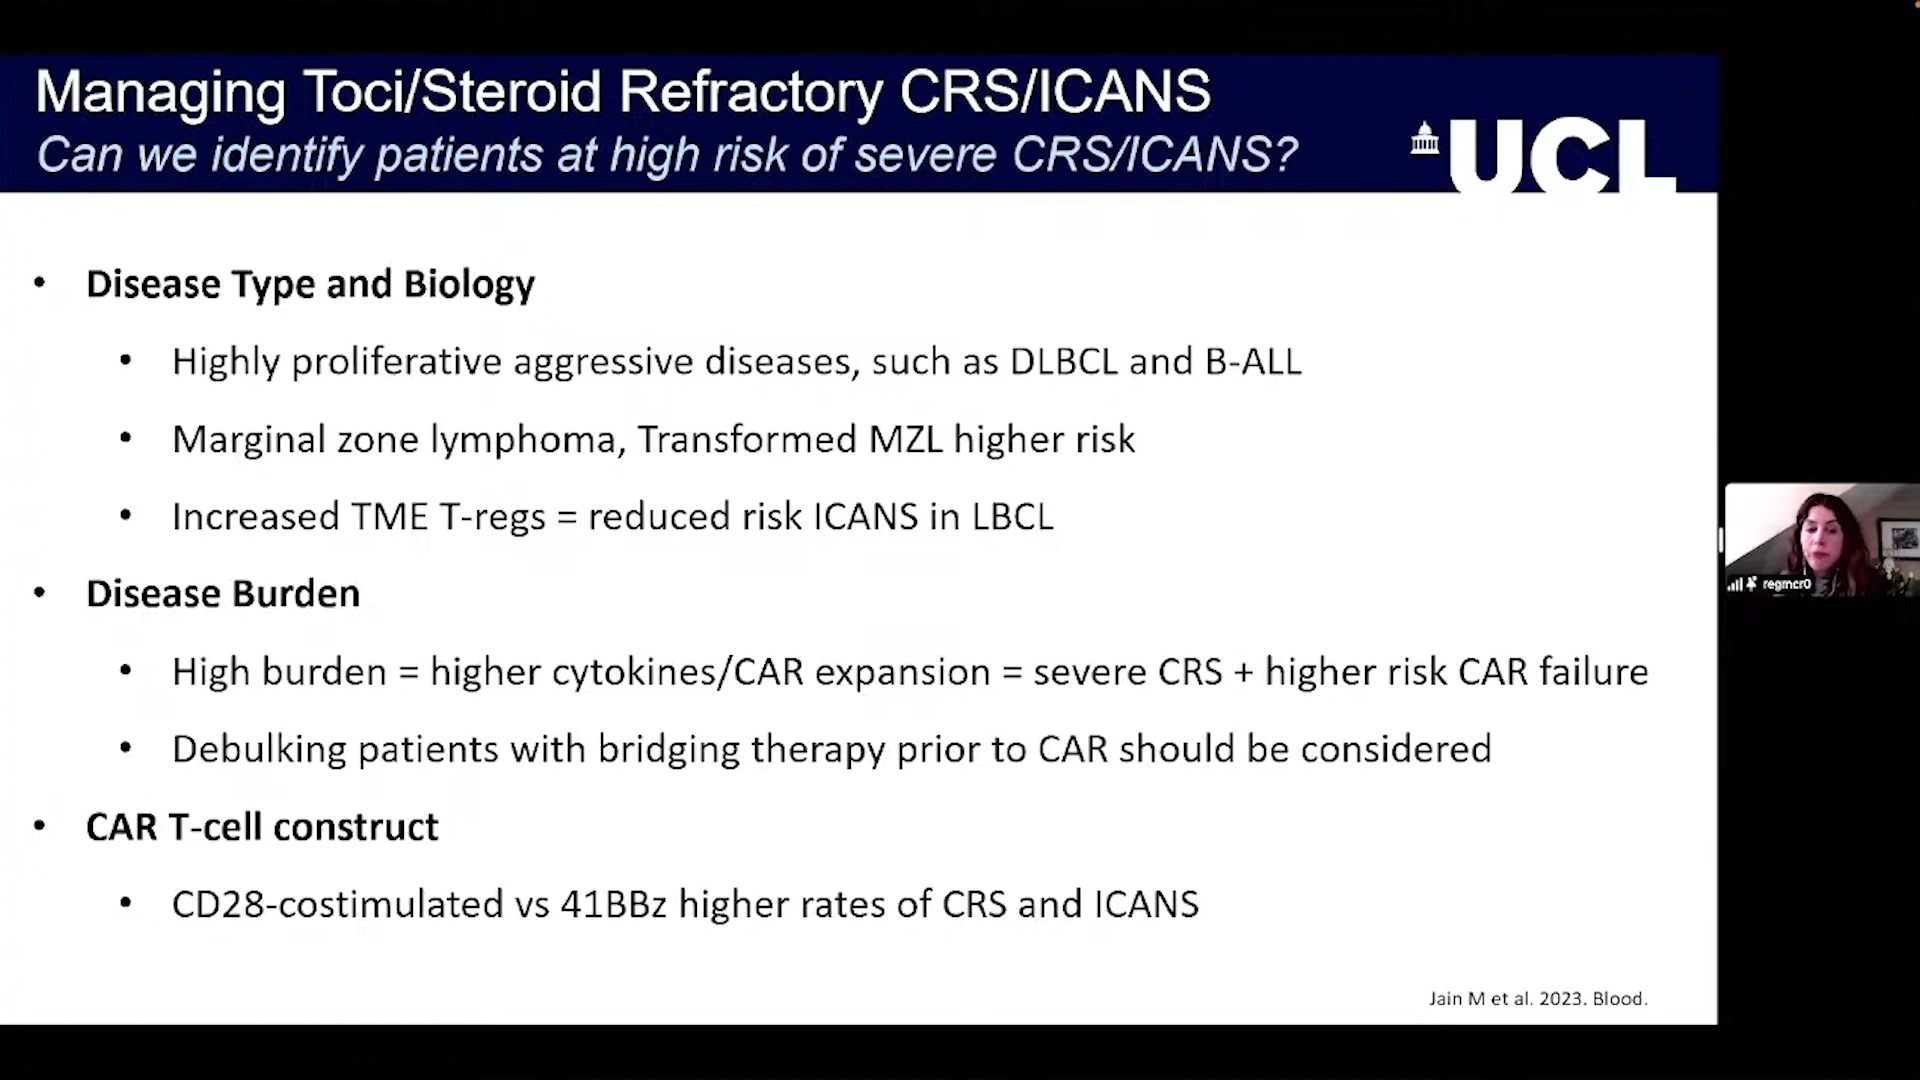 Managing Toci/Steroid Refractory CRS/ICANS
Can we identify patients at high risk of severe CRS/ICANS?
UCL
• Disease Type and Biology
• Highly proliferative aggressive diseases, such as DLBCL and B-ALL
• Marginal zone lymphoma, Transformed MZL higher risk
• Increased TME T-regs = reduced risk ICANS in LBCL
• Disease Burden
• High burden = higher cytokines/CAR expansion = severe CRS + higher risk CAR failure
• Debulking patients with bridging therapy prior to CAR should be considered
• CAR T-cell construct
• CD28-costimulated vs 41BBz higher rates of CRS and ICANS
Jain M et al. 2023. Blood.
regmcr0